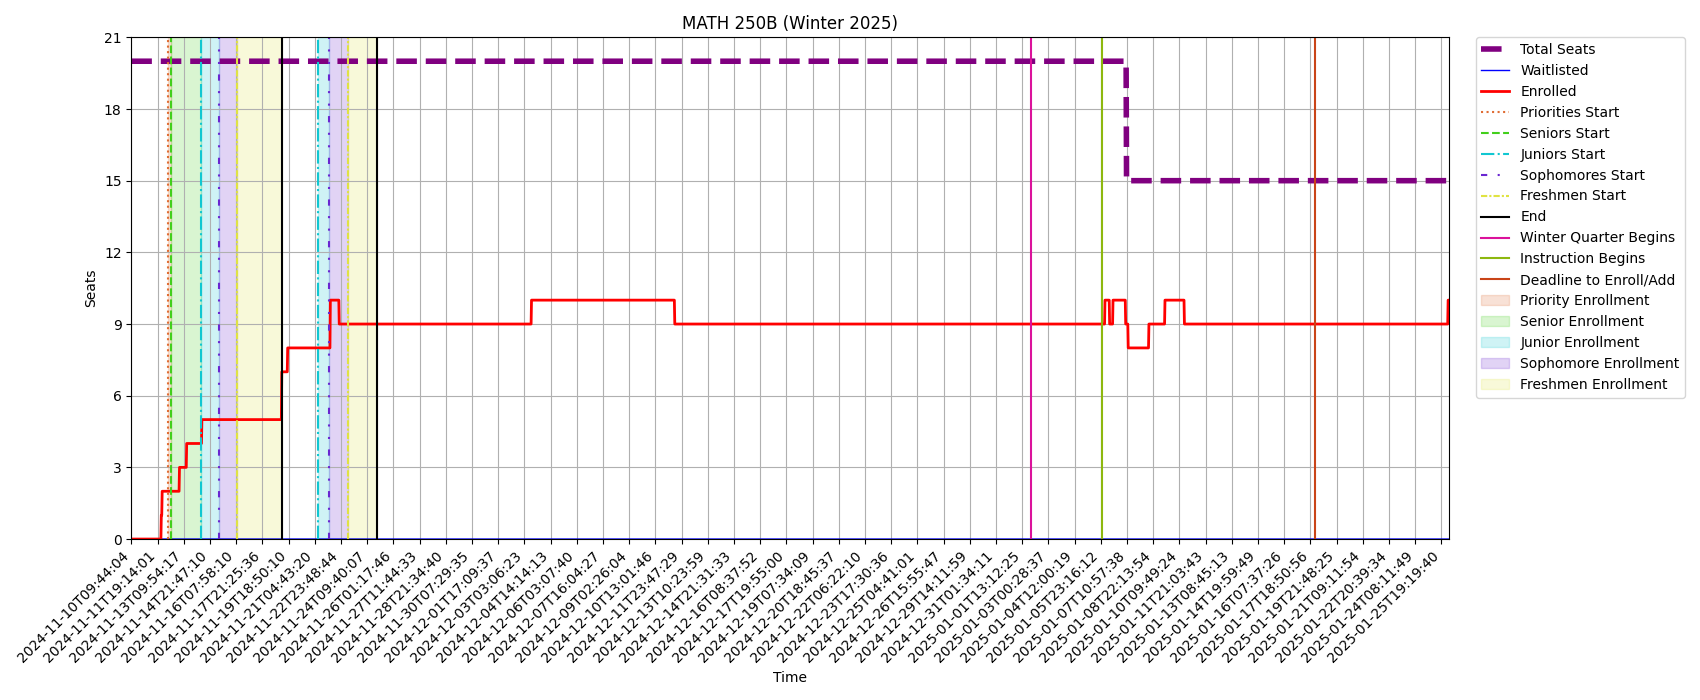 MATH 250B (Winter 2025)
21
18
15
12
9
6
3
0
Seats
2024-11-10T09:44:04
2024-11-11T19:14:01
2024-11-13T09:54:17
2024-11-14T21:47:10
2024-11-16T07:58:10
2024-11-17T21:25:36
2024-11-19T18:50:10
2024-11-21T04:43:20
2024-11-22T23:48:44
2024-11-24T09:40:07
2024-11-26T01:17:46
2024-11-27T11:44:33
2024-11-28T21:34:40
2024-11-30T07:29:35
2024-12-01T17:09:37
2024-12-03T03:06:23
2024-12-04T14:14:13
2024-12-06T03:07:40
2024-12-07T16:04:27
2024-12-09T02:26:04
2024-12-10T13:01:46
2024-12-11T23:47:29
2024-12-13T10:23:59
2024-12-14T21:31:33
2024-12-16T08:37:52
2024-12-17T19:55:00
2024-12-19T07:34:09
2024-12-20T18:45:37
2024-12-22T06:22:10
2024-12-23T17:30:36
2024-12-25T04:41:01
2024-12-26T15:55:47
2024-12-29T14:11:59
2024-12-31T01:34:11
2025-01-01T13:12:25
2025-01-03T00:28:37
2025-01-04T12:00:19
2025-01-05T23:16:12
2025-01-07T10:57:38
2025-01-08T22:13:54
2025-01-10T09:49:24
2025-01-11T21:03:43
2025-01-13T08:45:13
2025-01-14T19:59:49
2025-01-16T07:37:26
2025-01-17T18:50:56
2025-01-19T21:48:25
2025-01-21T09:11:54
2025-01-22T20:39:34
2025-01-24T08:11:49
2025-01-25T19:19:40
Time
Total Seats
Waitlisted
Enrolled
Priorities Start
Seniors Start
Juniors Start
Sophomores Start
Freshmen Start
End
Winter Quarter Begins
Instruction Begins
Deadline to Enroll/Add
Priority Enrollment
Senior Enrollment
Junior Enrollment
Sophomore Enrollment
Freshmen Enrollment